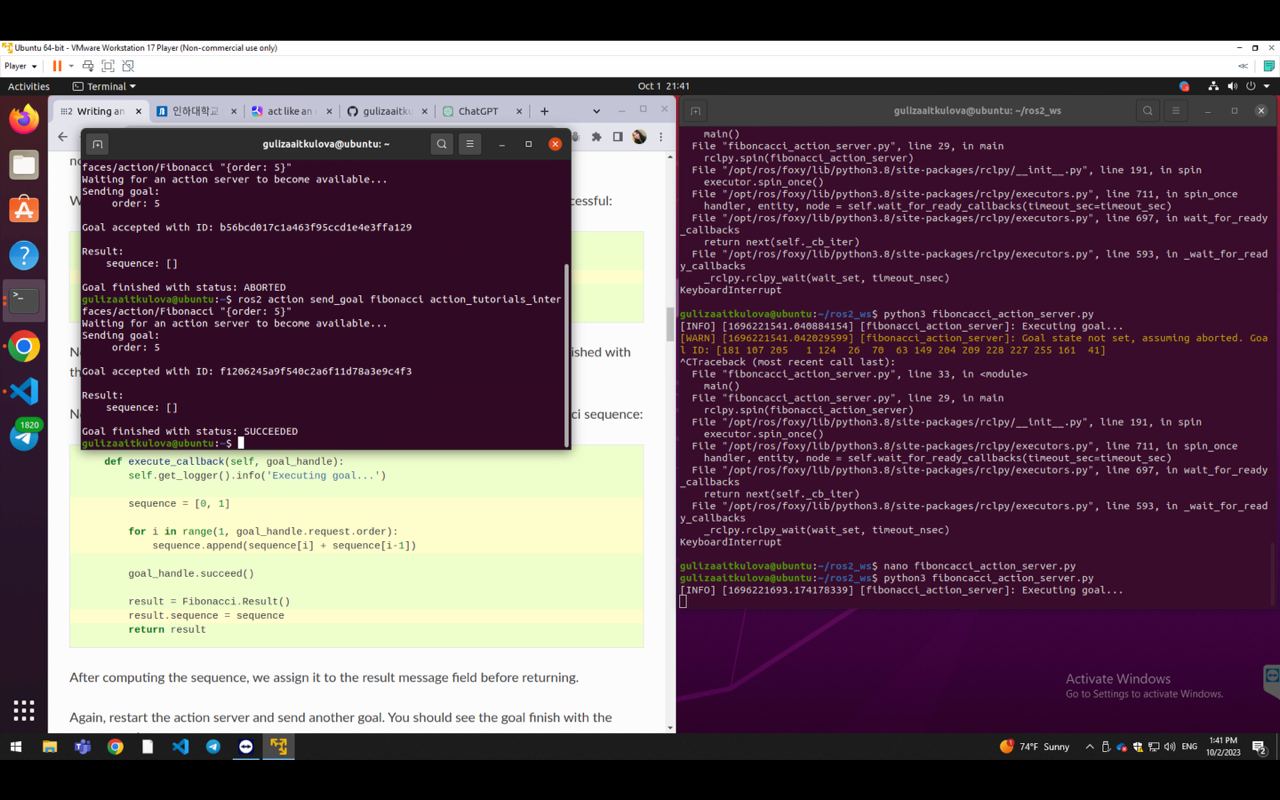 Ubuntu 64-bit - VMware Workstation 17 Player (Non-commercial use only)
Player
Activities
Terminal
Oct 1 21:41
Writing an
인하대학교
act like an
gulizaaitku
ChatGPT
gulizaaitkulova@ubuntu: ~
faces/action/Fibonacci "{order: 5}"
Waiting for an action server to become available...
Sending goal:
order: 5
Goal accepted with ID: b56bcd017c1a463f95ccd1e4e3ffa129
Result:
sequence: []
Goal finished with status: ABORTED
gulizaaitkulova@ubuntu:~$ ros2 action send_goal fibonacci action_tutorials_inter
faces/action/Fibonacci "{order: 5}"
Waiting for an action server to become available...
Sending goal:
order: 5
Goal accepted with ID: f1206245a9f540c2a6f11d78a3e9c4f3
Result:
sequence: []
Goal finished with status: SUCCEEDED
gulizaaitkulova@ubuntu:~$
cessful:
ished with
ci sequence:
def execute_callback(self, goal_handle):
self.get_logger().info('Executing goal...')
sequence = [0, 1]
for i in range(1, goal_handle.request.order):
sequence.append(sequence[i] + sequence[i-1])
goal_handle.succeed()
result = Fibonacci.Result()
result.sequence = sequence
return result
After computing the sequence, we assign it to the result message field before returning.
Again, restart the action server and send another goal. You should see the goal finish with the
gulizaaitkulova@ubuntu: ~/ros2_ws
main()
File "fiboncacci_action_server.py", line 29, in main
rclpy.spin(fibonacci_action_server)
File "/opt/ros/foxy/lib/python3.8/site-packages/rclpy/__init__.py", line 191, in spin
executor.spin_once()
File "/opt/ros/foxy/lib/python3.8/site-packages/rclpy/executors.py", line 711, in spin_once
handler, entity, node = self.wait_for_ready_callbacks(timeout_sec=timeout_sec)
File "/opt/ros/foxy/lib/python3.8/site-packages/rclpy/executors.py", line 697, in wait_for_ready
_callbacks
return next(self._cb_iter)
File "/opt/ros/foxy/lib/python3.8/site-packages/rclpy/executors.py", line 593, in _wait_for_read
y_callbacks
_rclpy.rclpy_wait(wait_set, timeout_nsec)
KeyboardInterrupt
gulizaaitkulova@ubuntu:~/ros2_ws$ python3 fiboncacci_action_server.py
[INFO] [1696221541.040884154] [fibonacci_action_server]: Executing goal...
[WARN] [1696221541.042029599] [fibonacci_action_server]: Goal state not set, assuming aborted. Goa
l ID: [181 107 205 1 124 26 70 63 149 204 209 228 227 255 161 41]
^CTraceback (most recent call last):
File "fiboncacci_action_server.py", line 33, in <module>
main()
File "fiboncacci_action_server.py", line 29, in main
rclpy.spin(fibonacci_action_server)
File "/opt/ros/foxy/lib/python3.8/site-packages/rclpy/__init__.py", line 191, in spin
executor.spin_once()
File "/opt/ros/foxy/lib/python3.8/site-packages/rclpy/executors.py", line 711, in spin_once
handler, entity, node = self.wait_for_ready_callbacks(timeout_sec=timeout_sec)
File "/opt/ros/foxy/lib/python3.8/site-packages/rclpy/executors.py", line 697, in wait_for_ready
_callbacks
return next(self._cb_iter)
File "/opt/ros/foxy/lib/python3.8/site-packages/rclpy/executors.py", line 593, in _wait_for_read
y_callbacks
_rclpy.rclpy_wait(wait_set, timeout_nsec)
KeyboardInterrupt
gulizaaitkulova@ubuntu:~/ros2_ws$ nano fiboncacci_action_server.py
gulizaaitkulova@ubuntu:~/ros2_ws$ python3 fiboncacci_action_server.py
[INFO] [1696221693.174178339] [fibonacci_action_server]: Executing goal...
1820
Activate Windows
Go to Settings to activate Windows.
74°F Sunny
ENG
1:41 PM
10/2/2023
2